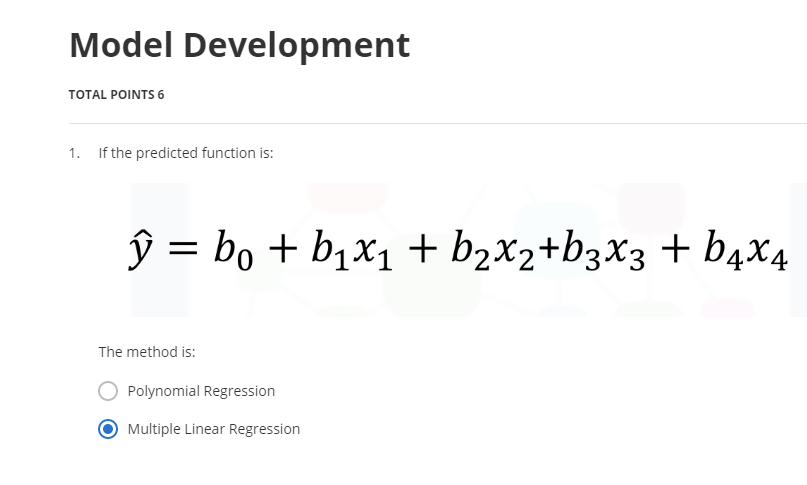 Model Development
TOTAL POINTS 6
1. If the predicted function is:
ŷ = b₀ + b₁x₁ + b₂x₂+b₃x₃ + b₄x₄
The method is:
Polynomial Regression
Multiple Linear Regression